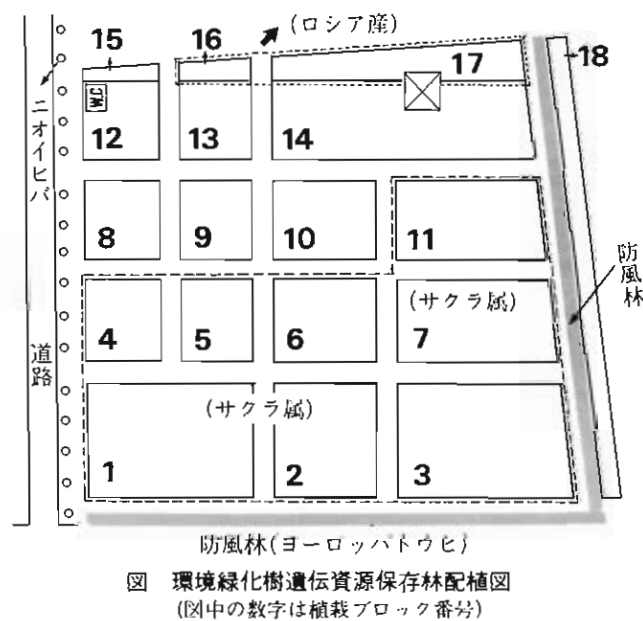 (ロシア産)
15
16
17
18
ニオイヒバ
W.C
12
13
14
8
9
10
11
防風林
道路
4
5
6
(サクラ属)
7
(サクラ属)
1
2
3
防風林(ヨーロッハトウヒ)
図 環境緑化樹遺伝資源保存林配植図
(図中の数字は植栽ブロック番号)